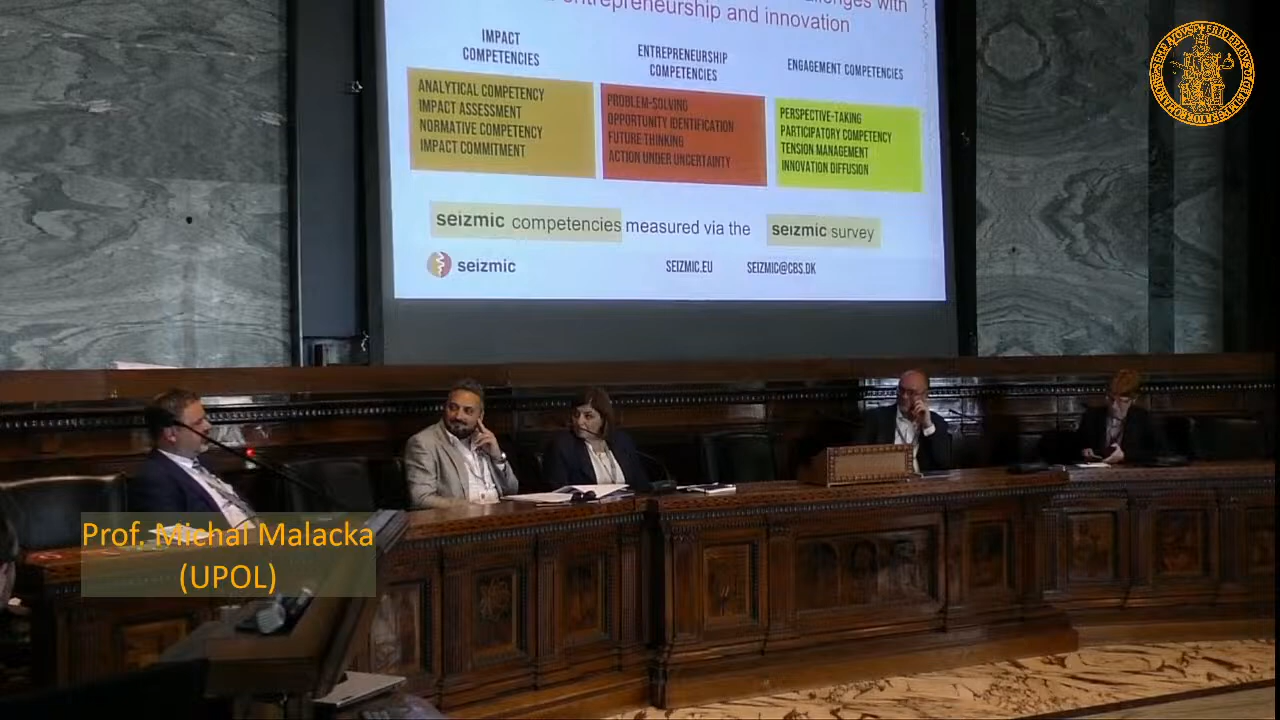 challenges with
entrepreneurship and innovation
IMPACT
COMPETENCIES
ENTREPRENEURSHIP
COMPETENCIES
ENGAGEMENT COMPETENCIES
ANALYTICAL COMPETENCY
IMPACT ASSESSMENT
NORMATIVE COMPETENCY
IMPACT COMMITMENT
PROBLEM-SOLVING
OPPORTUNITY IDENTIFICATION
FUTURE THINKING
ACTION UNDER UNCERTAINTY
PERSPECTIVE-TAKING
PARTICIPATORY COMPETENCY
TENSION MANAGEMENT
INNOVATION DIFFUSION
seizmic competencies measured via the seizmic survey
seizmic
SEIZMIC.EU
SEIZMIC@CBS.DK
Prof. Michal Malacka
(UPOL)